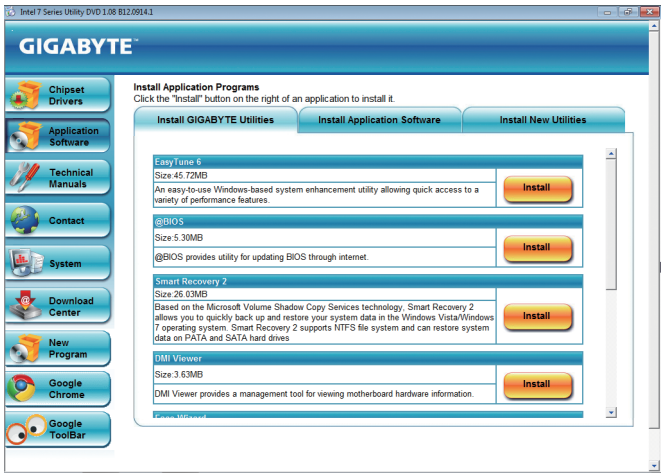 Intel 7 Series Utility DVD 1.08 B12.0914.1
GIGABYTE™
Chipset
Drivers
Application
Software
Technical
Manuals
Contact
System
Download
Center
New
Program
Google
Chrome
Google
ToolBar
Install Application Programs
Click the "Install" button on the right of an application to install it.
Install GIGABYTE Utilities
Install Application Software
Install New Utilities
EasyTune 6
Size:45.72MB
An easy-to-use Windows-based system enhancement utility allowing quick access to a
variety of performance features.
Install
@BIOS
Size:5.30MB
@BIOS provides utility for updating BIOS through internet.
Install
Smart Recovery 2
Size:26.03MB
Based on the Microsoft Volume Shadow Copy Services technology, Smart Recovery 2
allows you to quickly back up and restore your system data in the Windows Vista/Windows
7 operating system. Smart Recovery 2 supports NTFS file system and can restore system
data on PATA and SATA hard drives
Install
DMI Viewer
Size:3.63MB
DMI Viewer provides a management tool for viewing motherboard hardware information.
Install